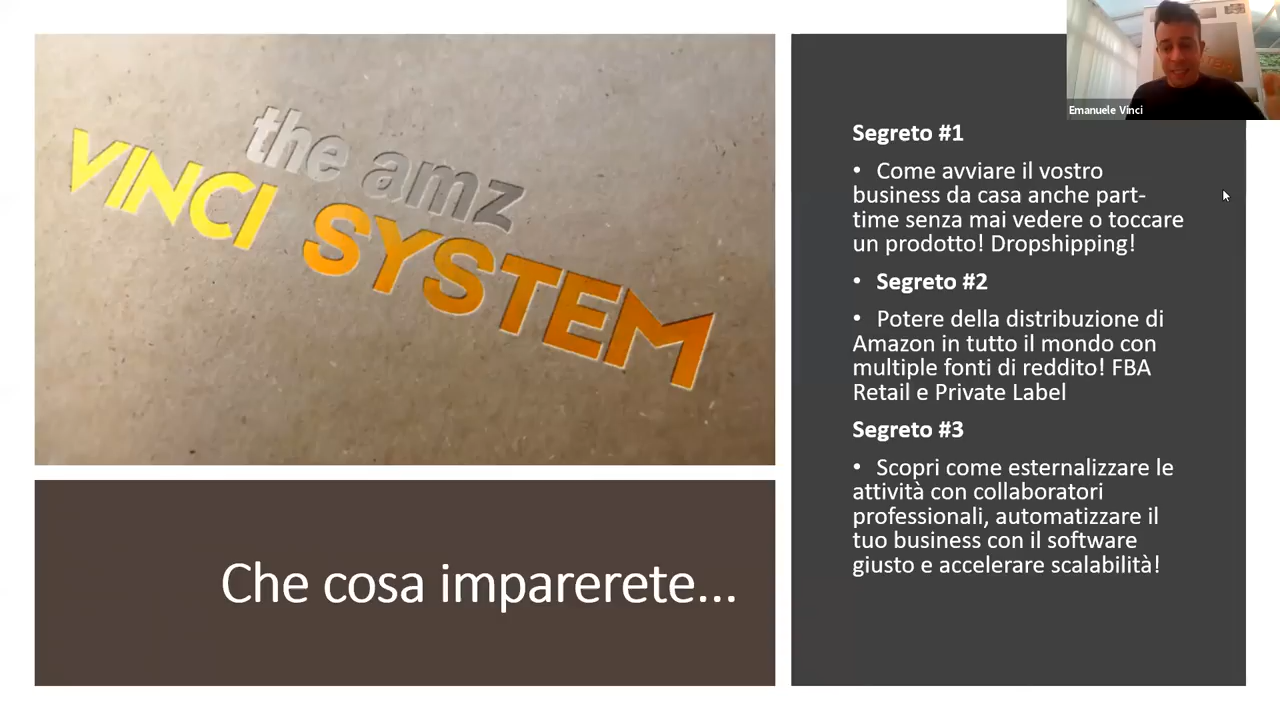 the amz
VINCI SYSTEM
Che cosa imparerete...
Emanuele Vinci
Segreto #1
• Come avviare il vostro
business da casa anche part-
time senza mai vedere o toccare
un prodotto! Dropshipping!
• Segreto #2
• Potere della distribuzione di
Amazon in tutto il mondo con
multiple fonti di reddito! FBA
Retail e Private Label
Segreto #3
• Scopri come esternalizzare le
attività con collaboratori
professionali, automatizzare il
tuo business con il software
giusto e accelerare scalabilità!